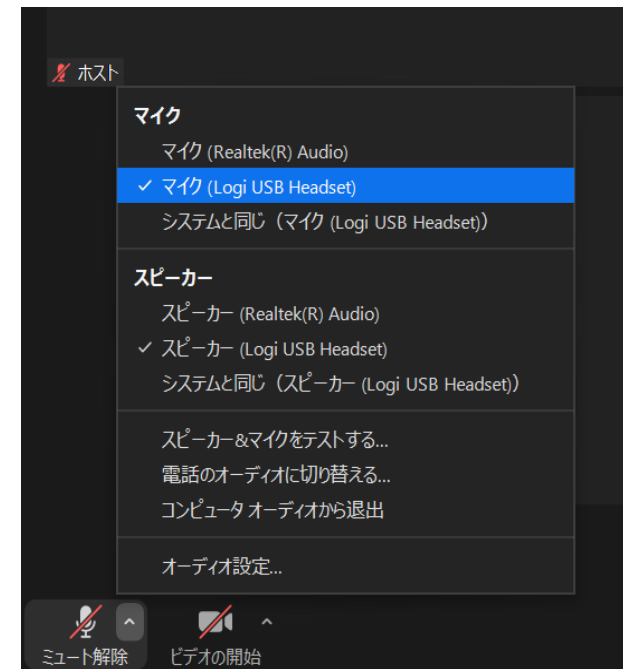 ホスト
マイク
マイク (Realtek(R) Audio)
マイク (Logi USB Headset)
システムと同じ（マイク (Logi USB Headset)）
スピーカー
スピーカー (Realtek(R) Audio)
スピーカー (Logi USB Headset)
システムと同じ（スピーカー (Logi USB Headset)）
スピーカー&マイクをテストする...
電話のオーディオに切り替える...
コンピュータ オーディオから退出
オーディオ設定...
ミュート解除
ビデオの開始